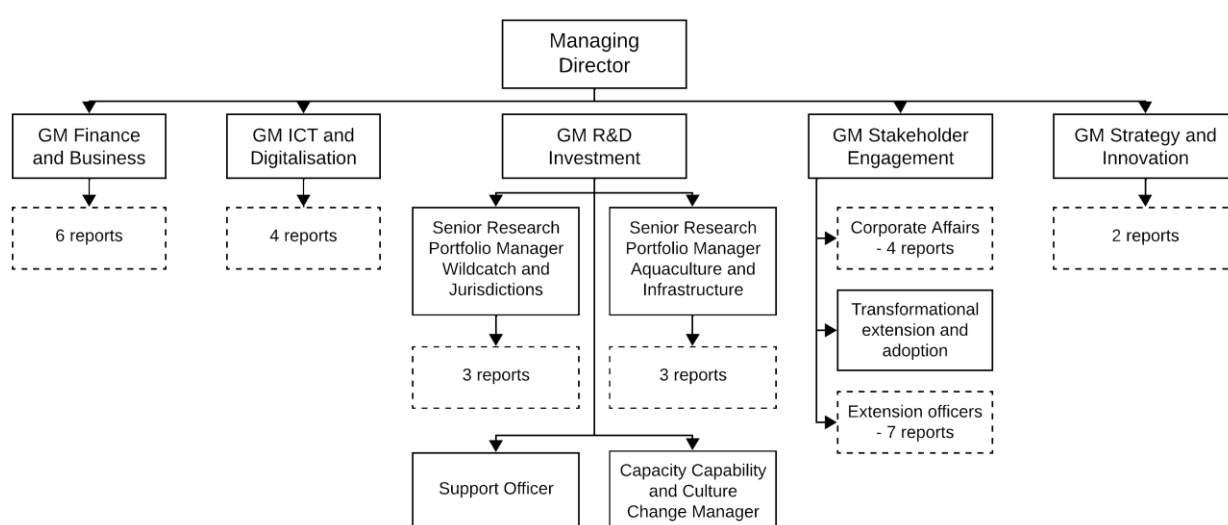 Managing
Director
GM Finance
and Business
GM ICT and
Digitalisation
GM R&D
Investment
GM Stakeholder
Engagement
GM Strategy and
Innovation
6 reports
4 reports
Senior Research
Portfolio Manager
Wildcatch and
Jurisdictions
Senior Research
Portfolio Manager
Aquaculture and
Infrastructure
Corporate Affairs
- 4 reports
2 reports
Transformational
extension and
adoption
3 reports
3 reports
Extension officers
- 7 reports
Support Officer
Capacity Capability
and Culture
Change Manager